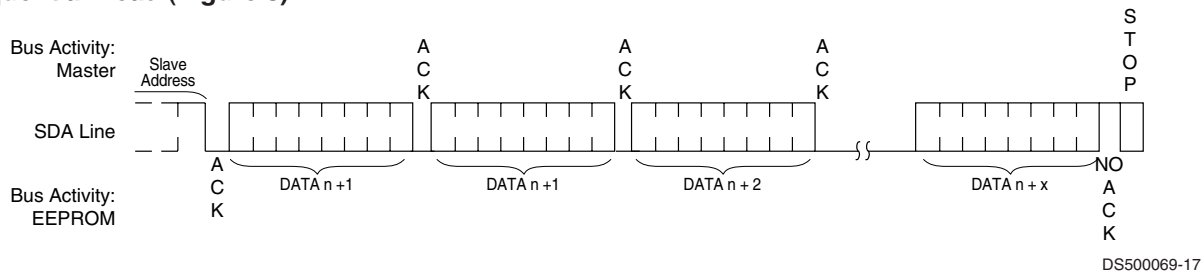 Bus Activity:
Master
Slave
Address
A
C
K
A
C
K
A
C
K
S
T
O
P
SDA Line
A
C
K
DATA n +1
DATA n +1
DATA n + 2
DATA n + x
NO
A
C
K
Bus Activity:
EEPROM
DS500069-17